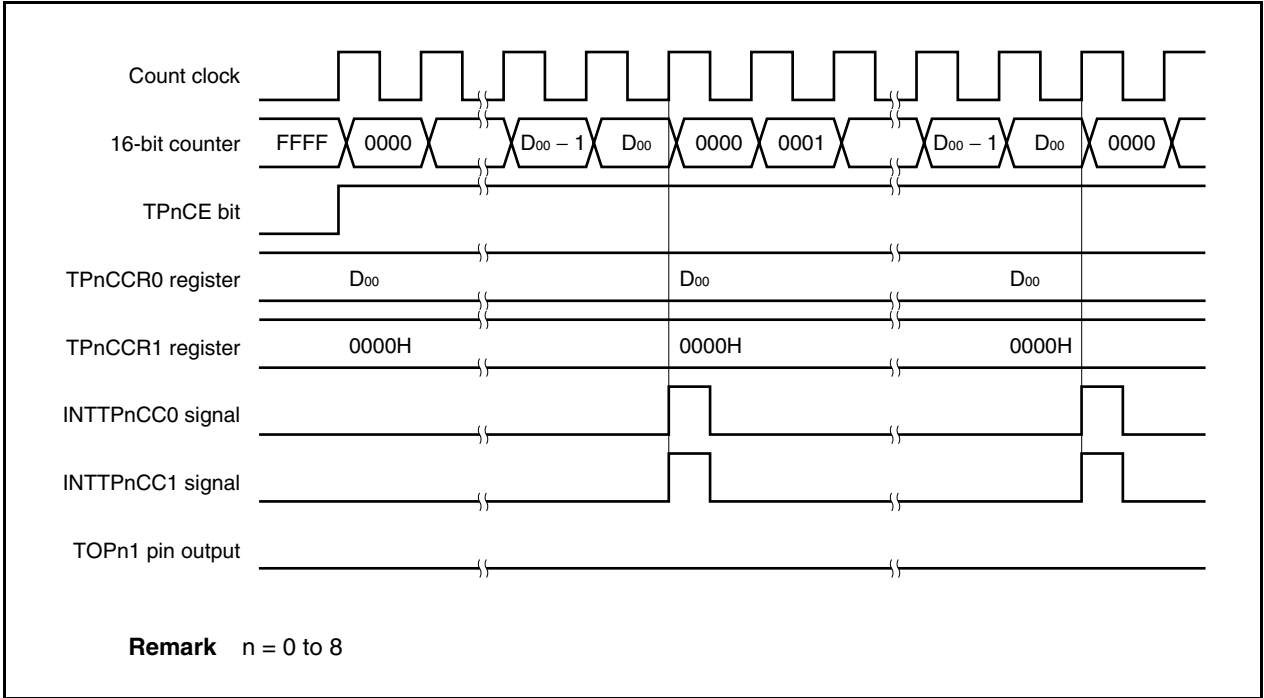 Count clock
16-bit counter FFFF 0000 D₀₀ − 1 D₀₀ 0000 0001 D₀₀ − 1 D₀₀ 0000
TPnCE bit
TPnCCR0 register D₀₀ D₀₀ D₀₀
TPnCCR1 register 0000H 0000H 0000H
INTTPnCC0 signal
INTTPnCC1 signal
TOPn1 pin output
Remark n = 0 to 8